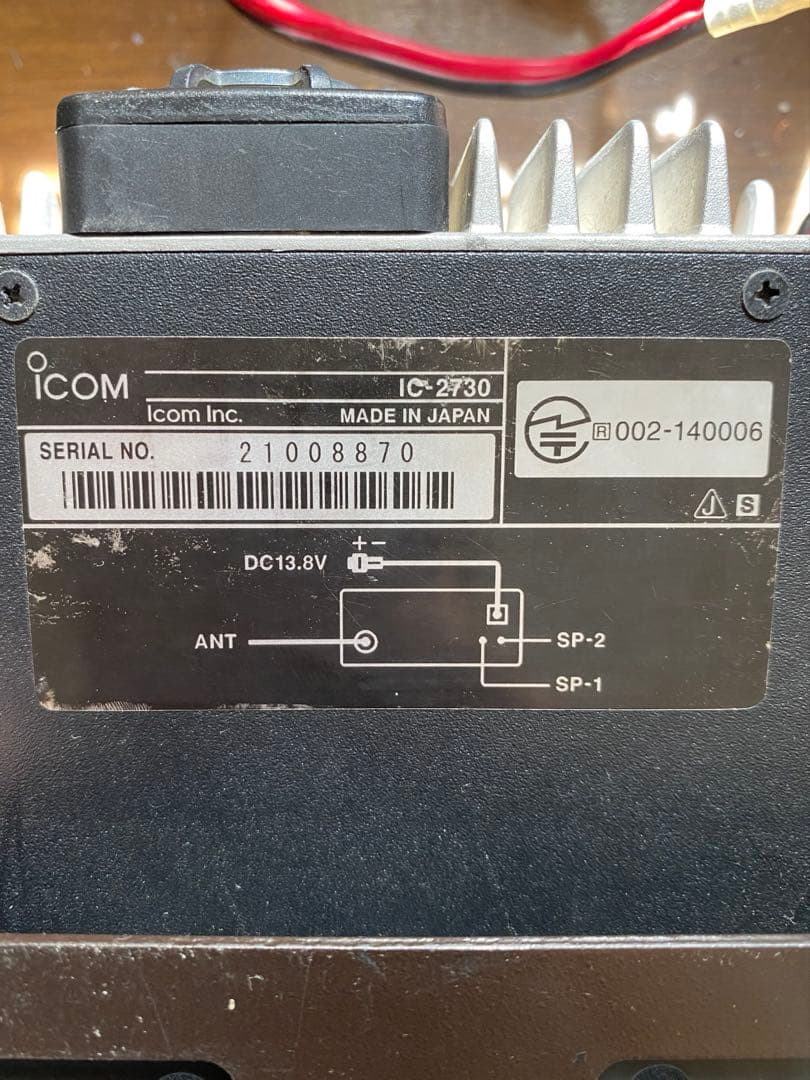 ICOM
IC-2730
Icom Inc.
MADE IN JAPAN
SERIAL NO. 21008870
R 002-140006
J S
+ -
DC13.8V
ANT
SP-2
SP-1